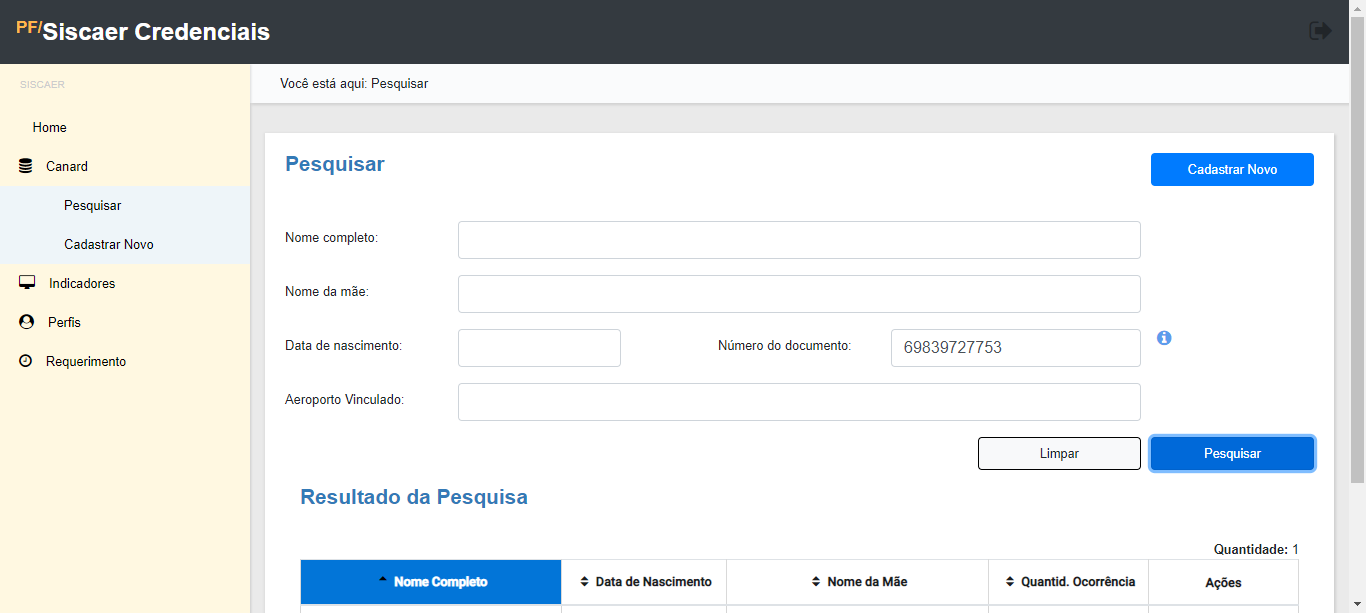 PF/Siscaer Credenciais
SISCAER
Você está aqui: Pesquisar
Home
Canard
Pesquisar
Cadastrar Novo
Indicadores
Perfis
Requerimento
Pesquisar
Cadastrar Novo
Nome completo:
Nome da mãe:
Data de nascimento:
Número do documento: 69839727753
Aeroporto Vinculado:
Limpar Pesquisar
Resultado da Pesquisa
Quantidade: 1
Nome Completo Data de Nascimento Nome da Mãe Quantid. Ocorrência Ações